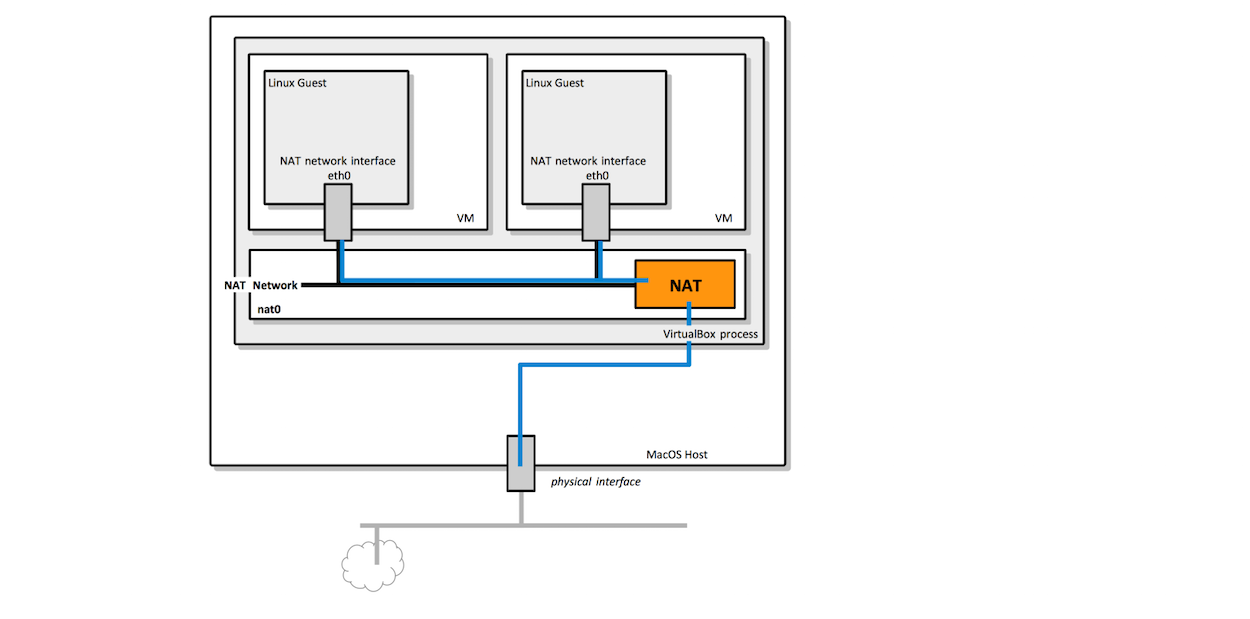 Linux Guest
Linux Guest
NAT network interface
eth0
NAT network interface
eth0
VM
VM
NAT Network
nat0
NAT
VirtualBox process
MacOS Host
physical interface